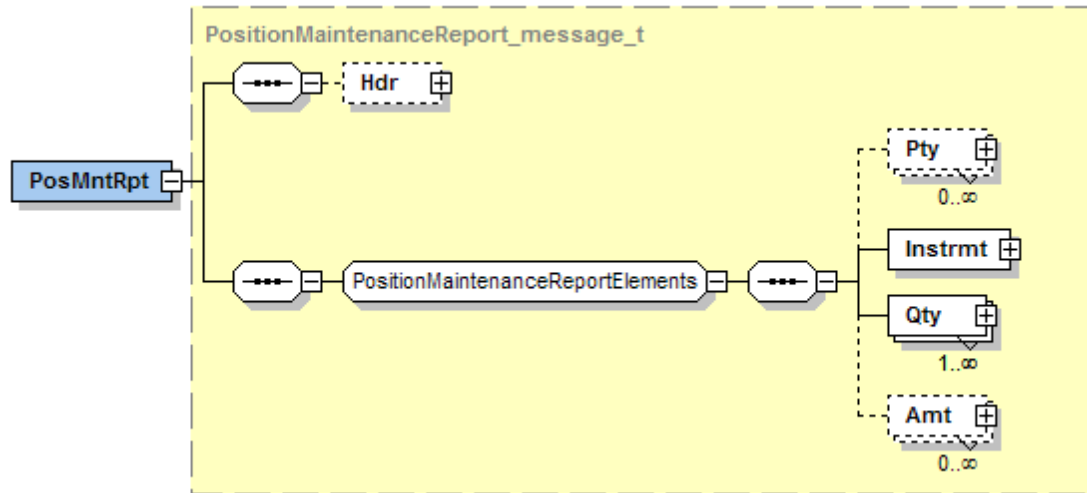 PositionMaintenanceReport_message_t
Hdr
PosMntRpt
PositionMaintenanceReportElements
Pty
0..∞
Instrmt
Qty
1..∞
Amt
0..∞